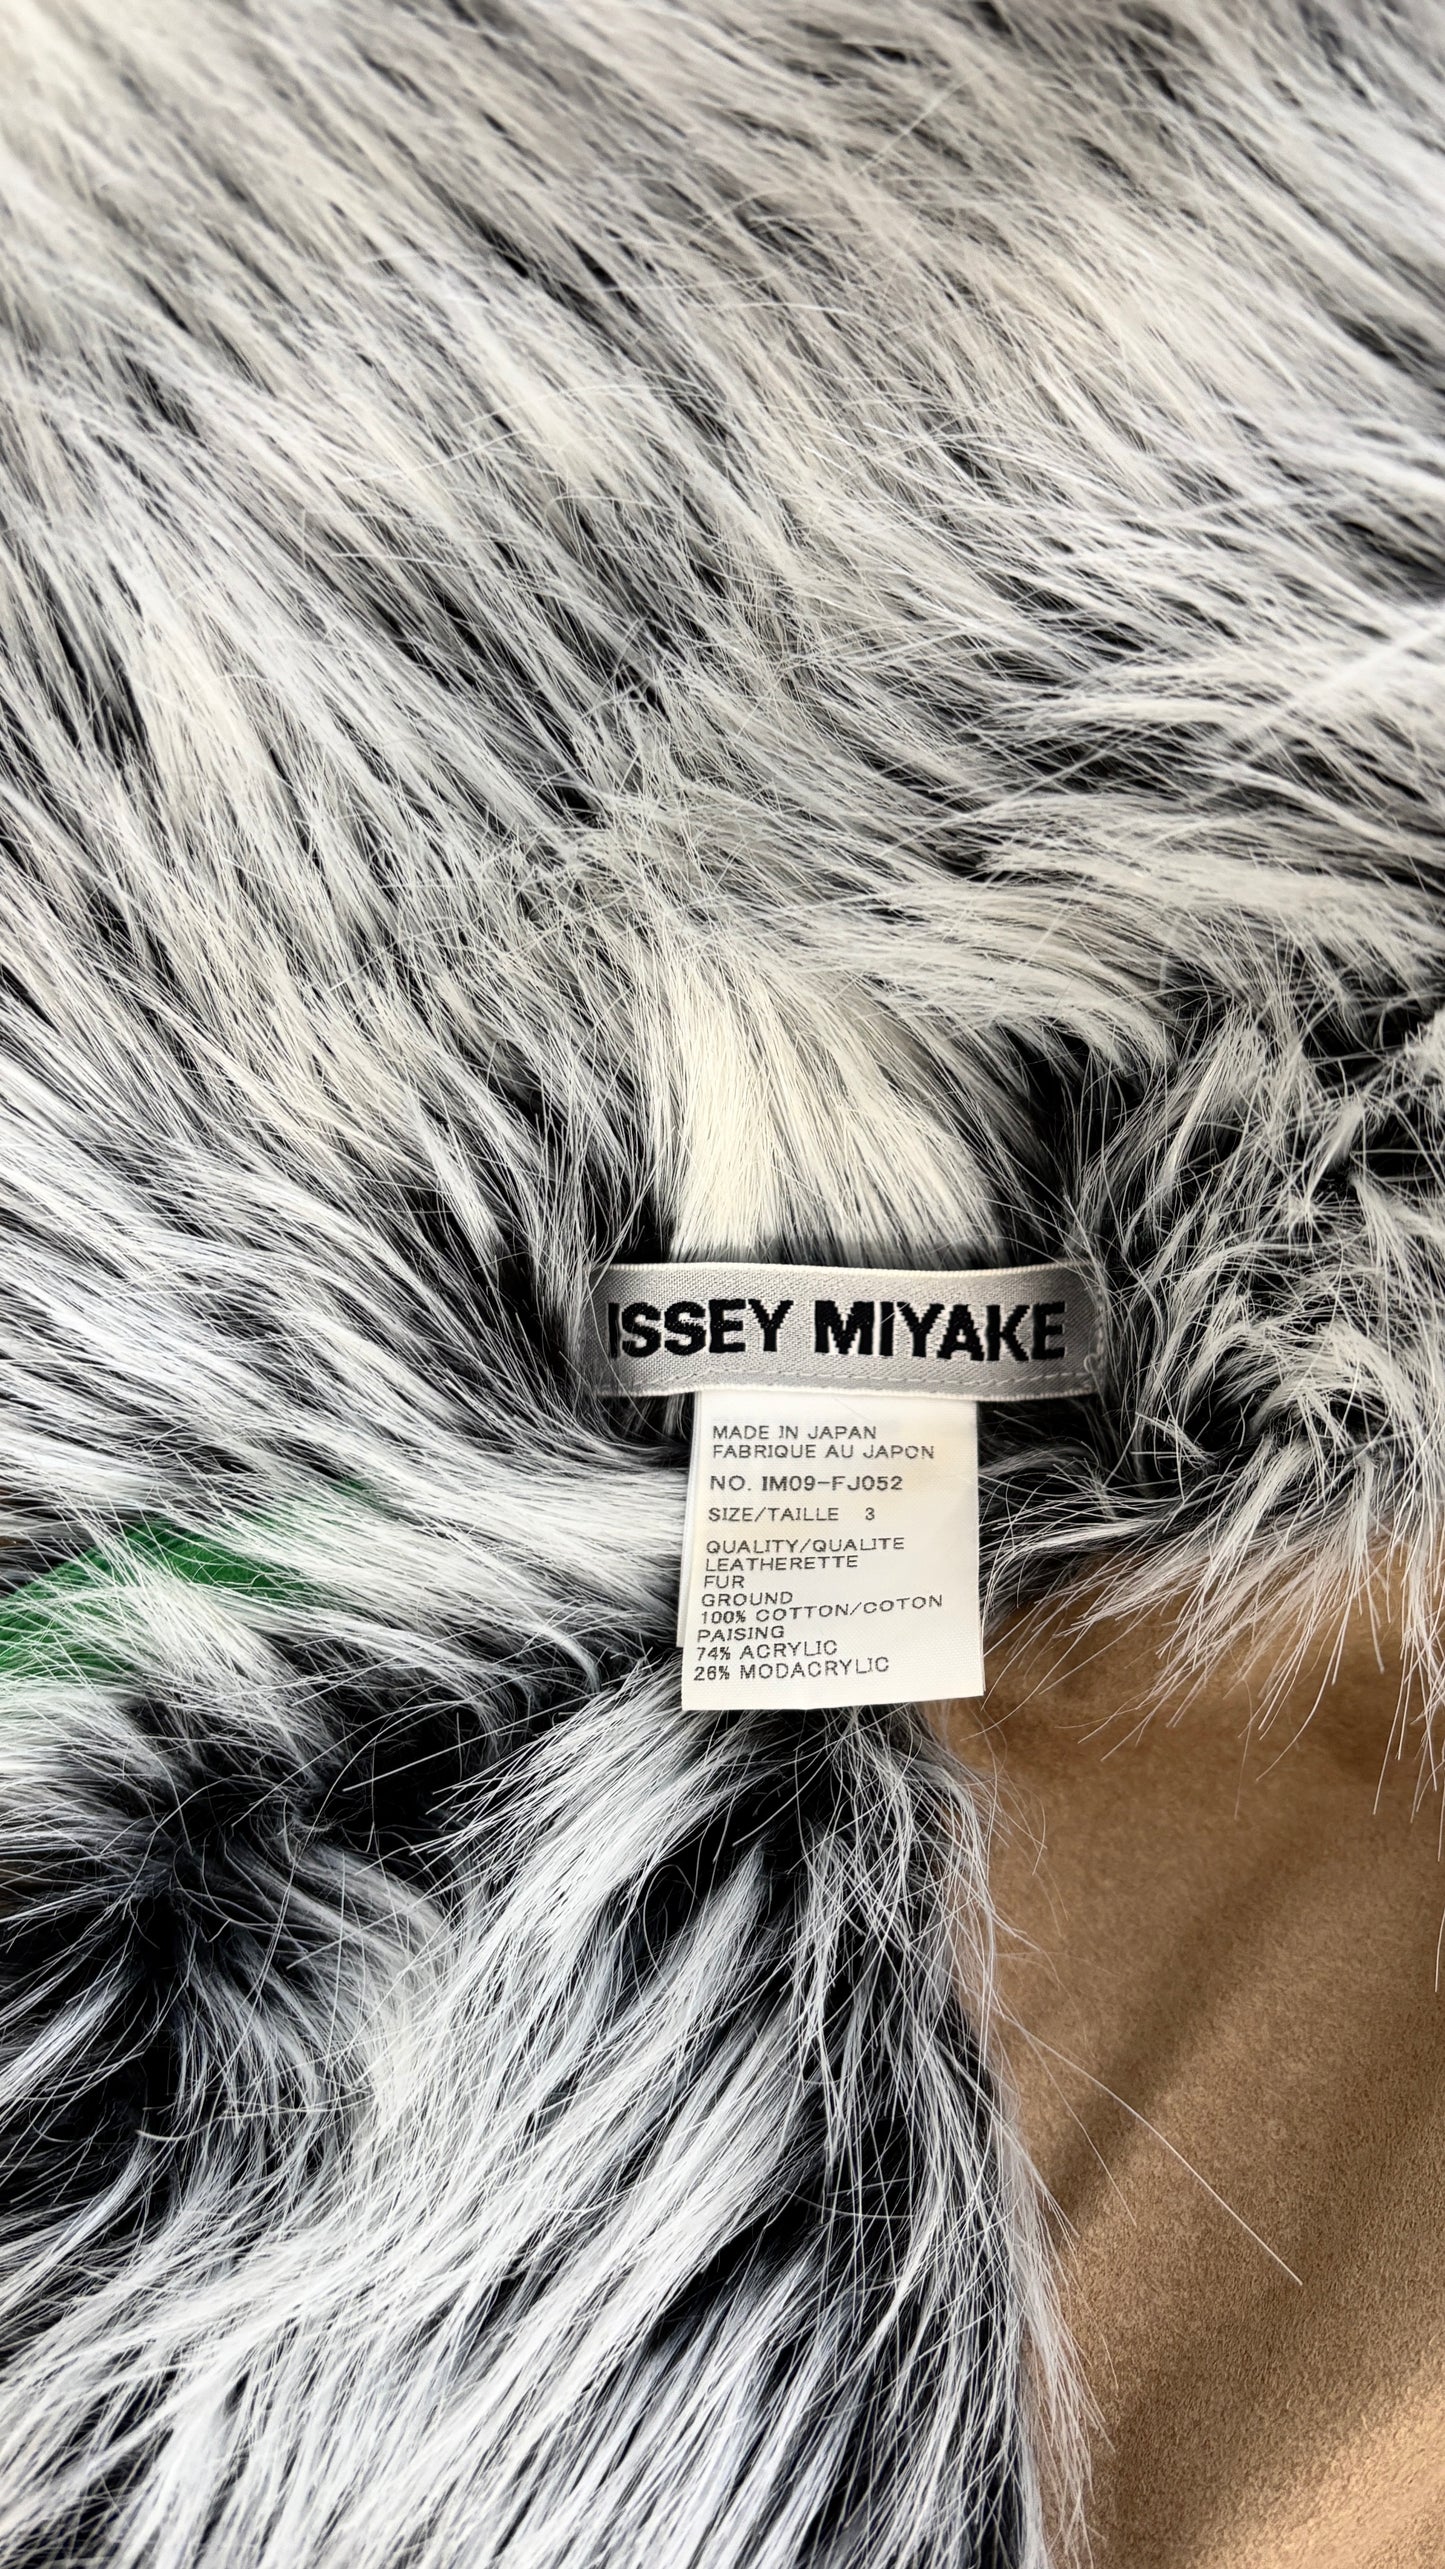 ISSEY MIYAKE
MADE IN JAPAN
FABRIQUE AU JAPON
NO. IM09-FJ052
SIZE/TAILLE 3
QUALITY/QUALITE
LEATHERETTE
FUR
GROUND
100% COTTON/COTON
PAISING
74% ACRYLIC
26% MODACRYLIC